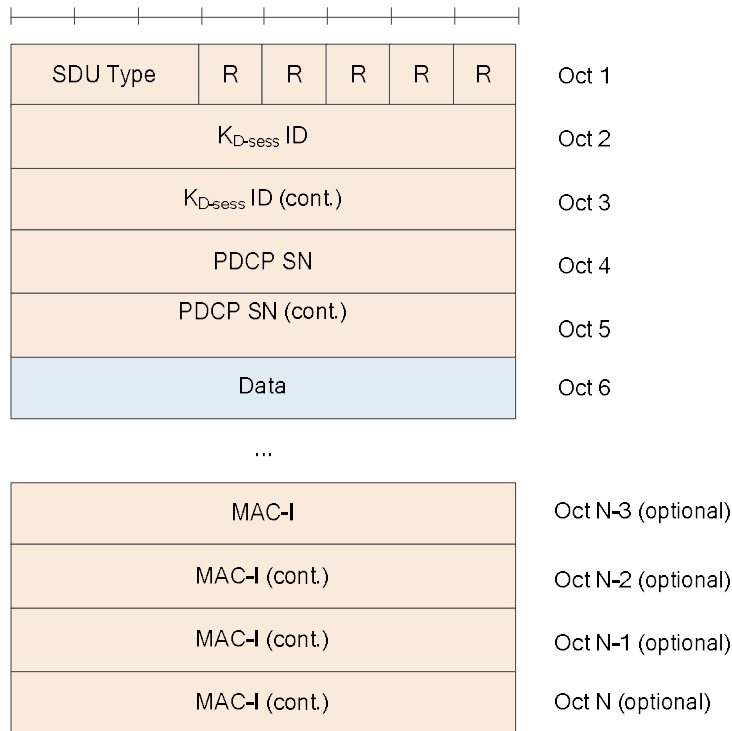 SDU Type R R R R R Oct 1
KD-sess ID Oct 2
KD-sess ID (cont.) Oct 3
PDCP SN Oct 4
PDCP SN (cont.) Oct 5
Data Oct 6
...
MAC-I Oct N-3 (optional)
MAC-I (cont.) Oct N-2 (optional)
MAC-I (cont.) Oct N-1 (optional)
MAC-I (cont.) Oct N (optional)